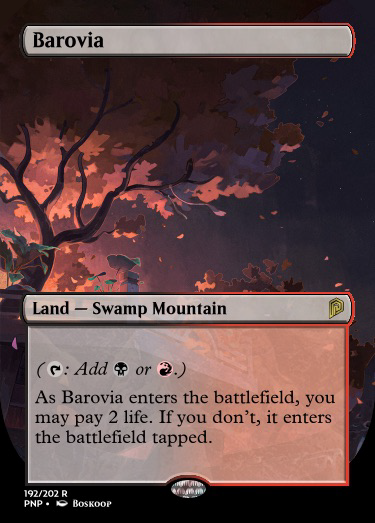 Barovia
Land — Swamp Mountain
( : Add or .)
As Barovia enters the battlefield, you
may pay 2 life. If you don't, it enters
the battlefield tapped.
192/202 R
PNP • Boskoop